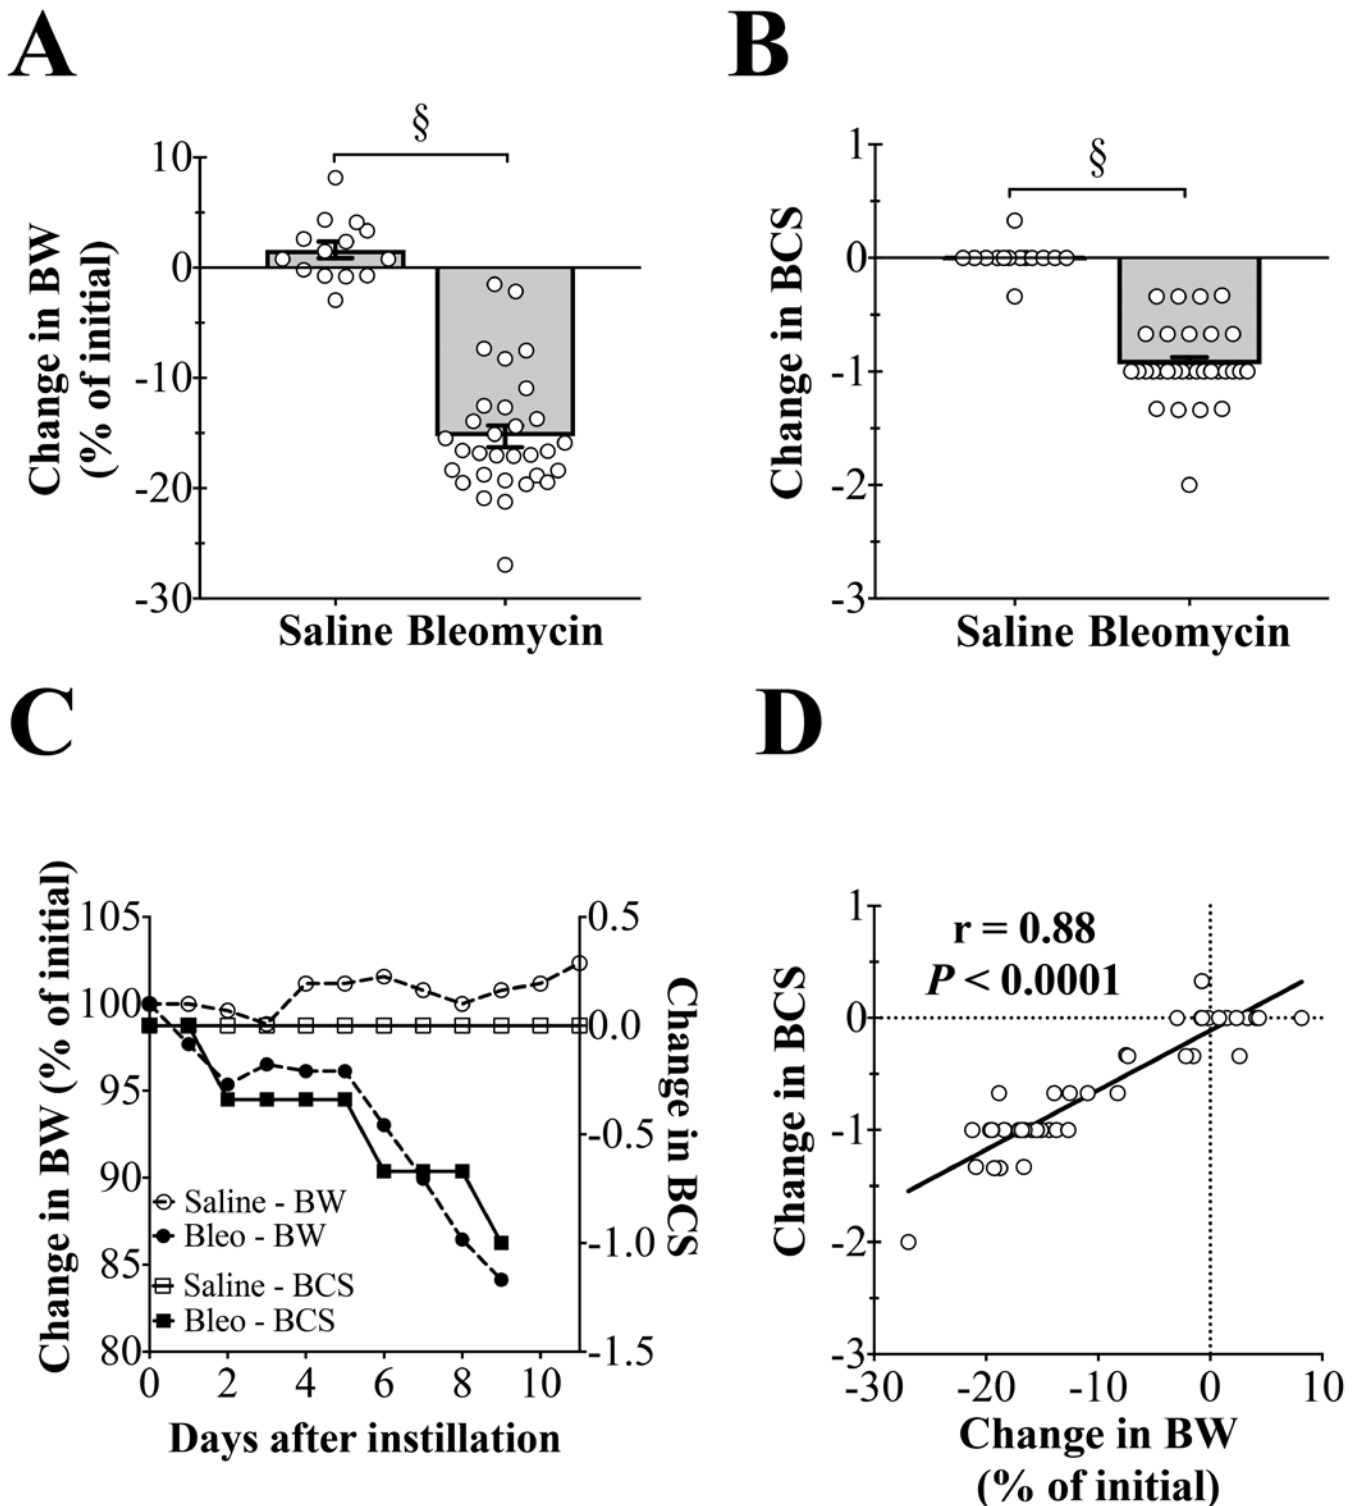 A
§
10
0
-10
-20
-30
Change in BW
(% of initial)
Saline Bleomycin
B
§
1
0
-1
-2
-3
Change in BCS
Saline Bleomycin
C
105
100
95
90
85
80
Change in BW (% of initial)
0.5
0.0
-0.5
-1.0
-1.5
Change in BCS
Saline - BW
Bleo - BW
Saline - BCS
Bleo - BCS
0 2 4 6 8 10
Days after instillation
D
r = 0.88
P < 0.0001
1
0
-1
-2
-3
Change in BCS
-30 -20 -10 0 10
Change in BW
(% of initial)